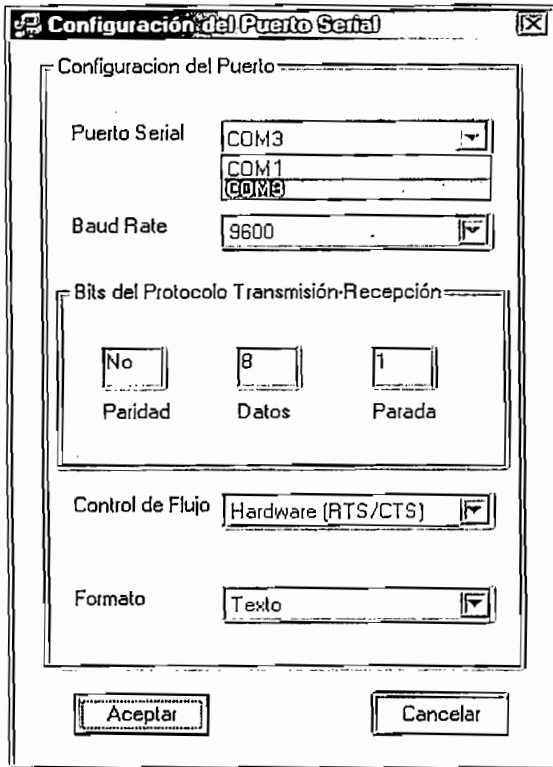 Configuración del Puerto Serial
Configuracion del Puerto
Puerto Serial COM3
COM1
COM3
Baud Rate 9600
Bits del Protocolo Transmisión-Recepción
No 8 1
Paridad Datos Parada
Control de Flujo Hardware (RTS/CTS)
Formato Texto
Aceptar Cancelar